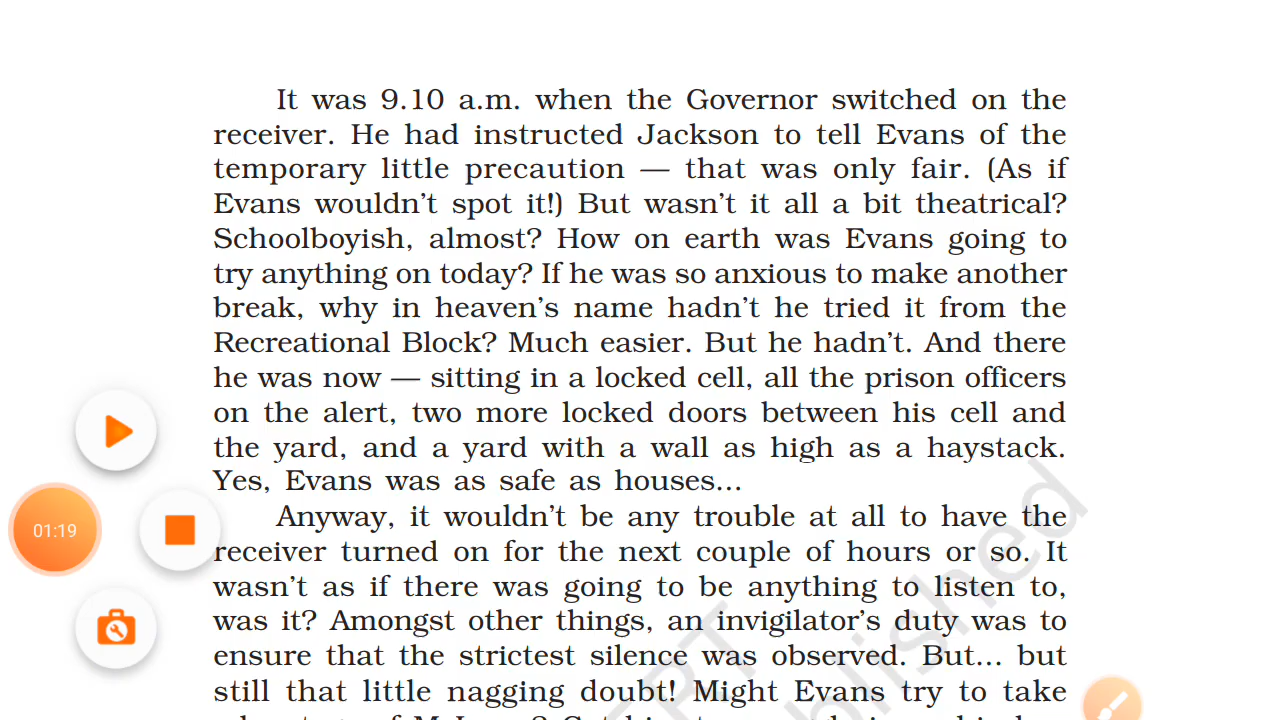 It was 9.10 a.m. when the Governor switched on the
receiver. He had instructed Jackson to tell Evans of the
temporary little precaution — that was only fair. (As if
Evans wouldn’t spot it!) But wasn’t it all a bit theatrical?
Schoolboyish, almost? How on earth was Evans going to
try anything on today? If he was so anxious to make another
break, why in heaven’s name hadn’t he tried it from the
Recreational Block? Much easier. But he hadn’t. And there
he was now — sitting in a locked cell, all the prison officers
on the alert, two more locked doors between his cell and
the yard, and a yard with a wall as high as a haystack.
Yes, Evans was as safe as houses...
Anyway, it wouldn’t be any trouble at all to have the
01:19
receiver turned on for the next couple of hours or so. It
wasn’t as if there was going to be anything to listen to,
was it? Amongst other things, an invigilator’s duty was to
ensure that the strictest silence was observed. But... but
still that little nagging doubt! Might Evans try to take